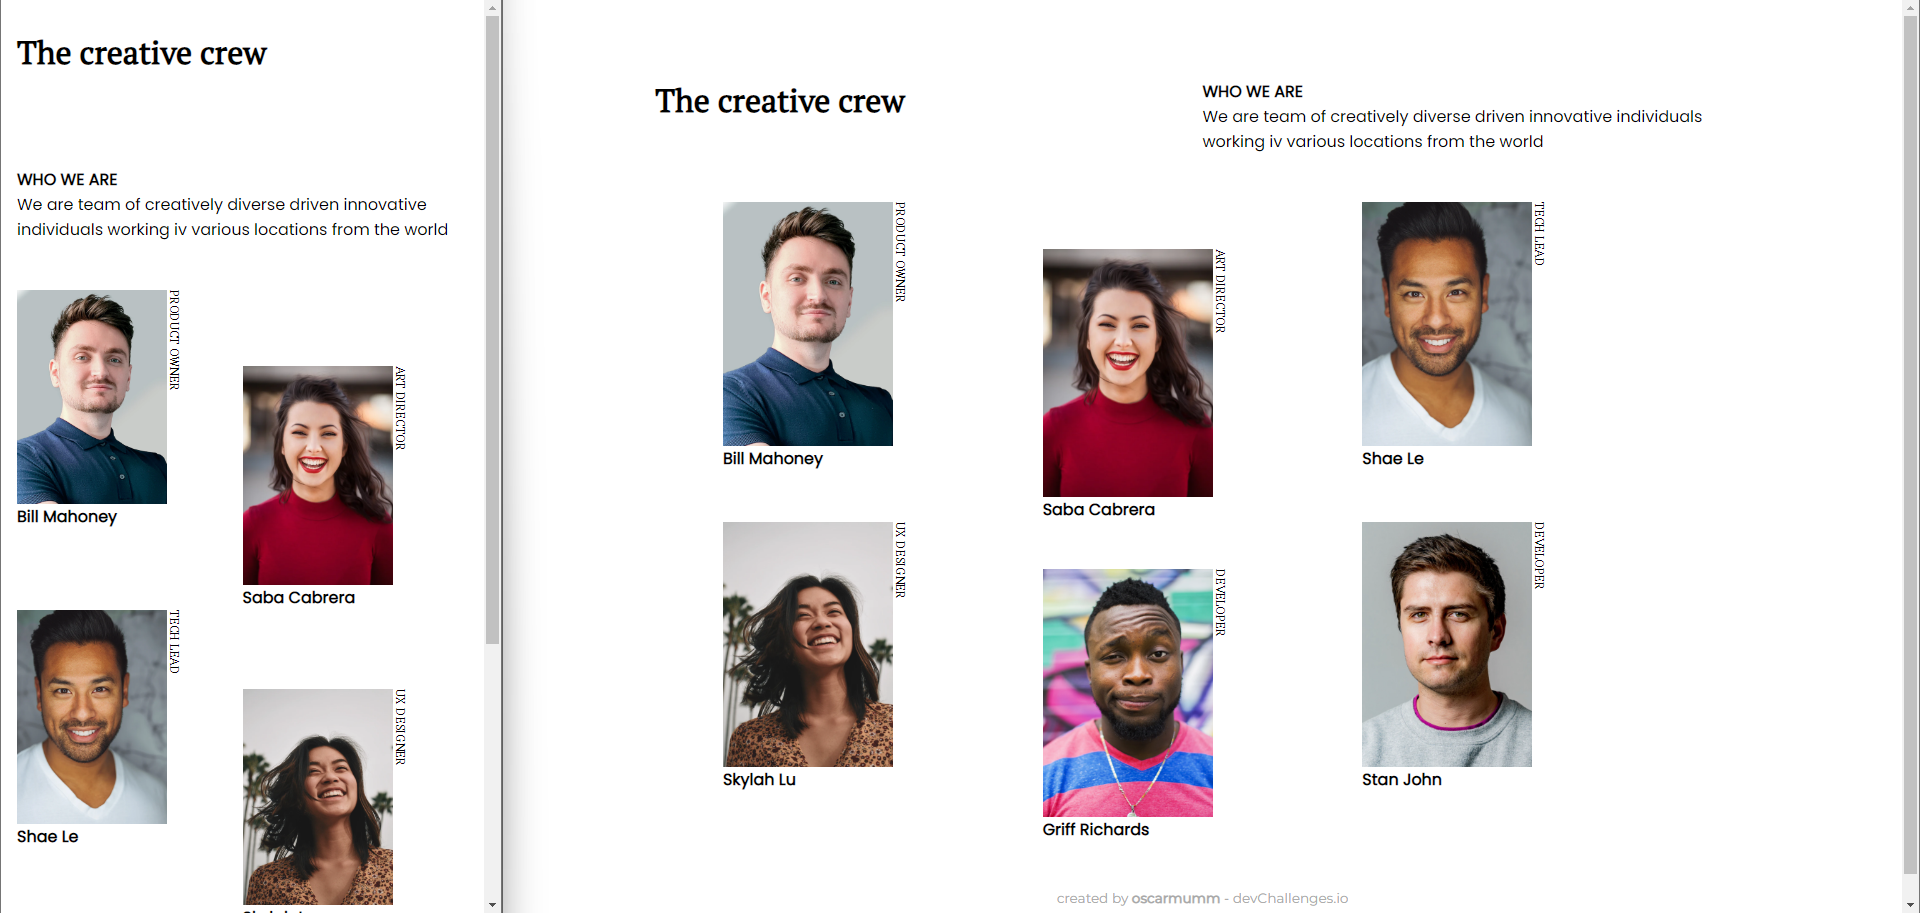 The creative crew
WHO WE ARE
We are team of creatively diverse driven innovative
individuals working iv various locations from the world
PRODUCT OWNER
Bill Mahoney
ART DIRECTOR
Saba Cabrera
TECH LEAD
Shae Le
UX DESIGNER
The creative crew
WHO WE ARE
We are team of creatively diverse driven innovative individuals
working iv various locations from the world
PRODUCT OWNER
Bill Mahoney
ART DIRECTOR
Saba Cabrera
TECH LEAD
Shae Le
UX DESIGNER
Skylah Lu
DEVELOPER
Griff Richards
DEVELOPER
Stan John
created by oscarmumm - devChallenges.io